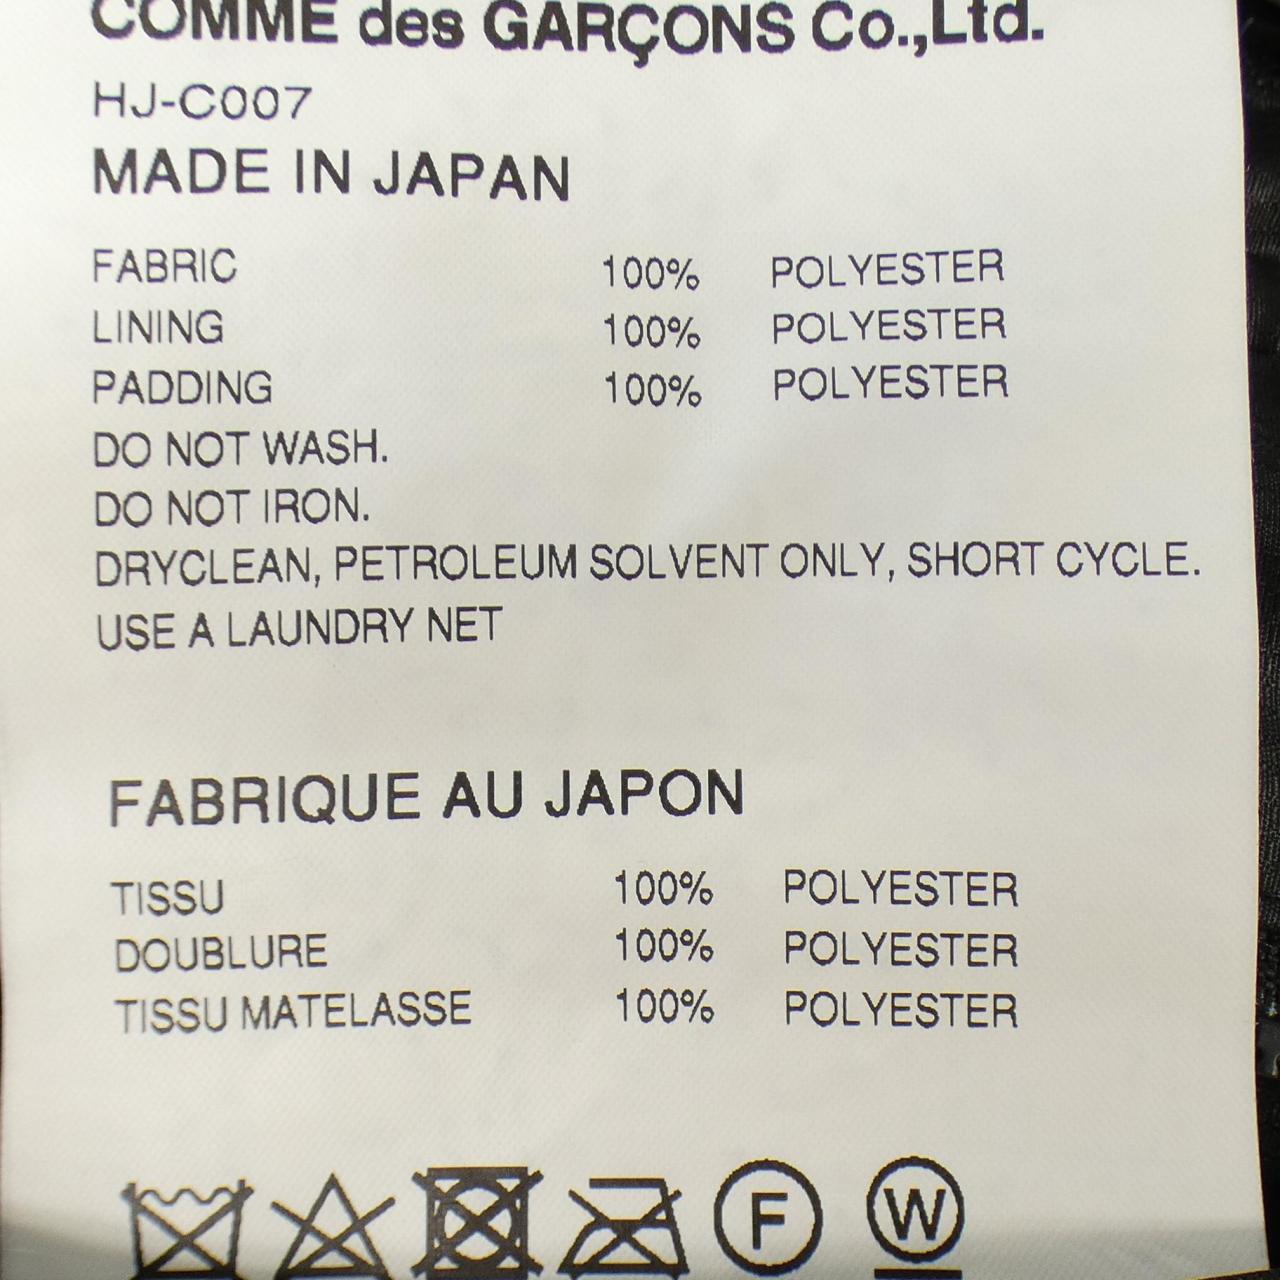 COMME des GARÇONS Co.,Ltd.
HJ-C007
MADE IN JAPAN
FABRIC 100% POLYESTER
LINING 100% POLYESTER
PADDING 100% POLYESTER
DO NOT WASH.
DO NOT IRON.
DRYCLEAN, PETROLEUM SOLVENT ONLY, SHORT CYCLE.
USE A LAUNDRY NET
FABRIQUE AU JAPON
TISSU 100% POLYESTER
DOUBLURE 100% POLYESTER
TISSU MATELASSE 100% POLYESTER
F W